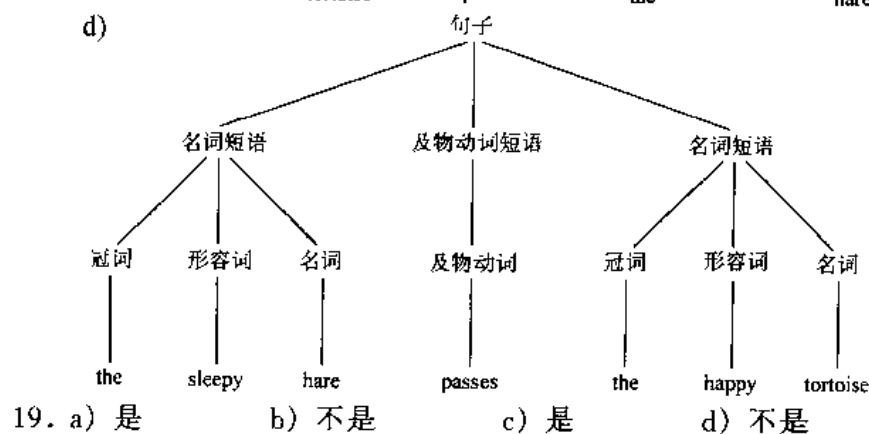 hare
d) 句子
名词短语 及物动词短语 名词短语
冠词 形容词 名词 及物动词 冠词 形容词 名词
the sleepy hare passes the happy tortoise
19. a) 是 b) 不是 c) 是 d) 不是